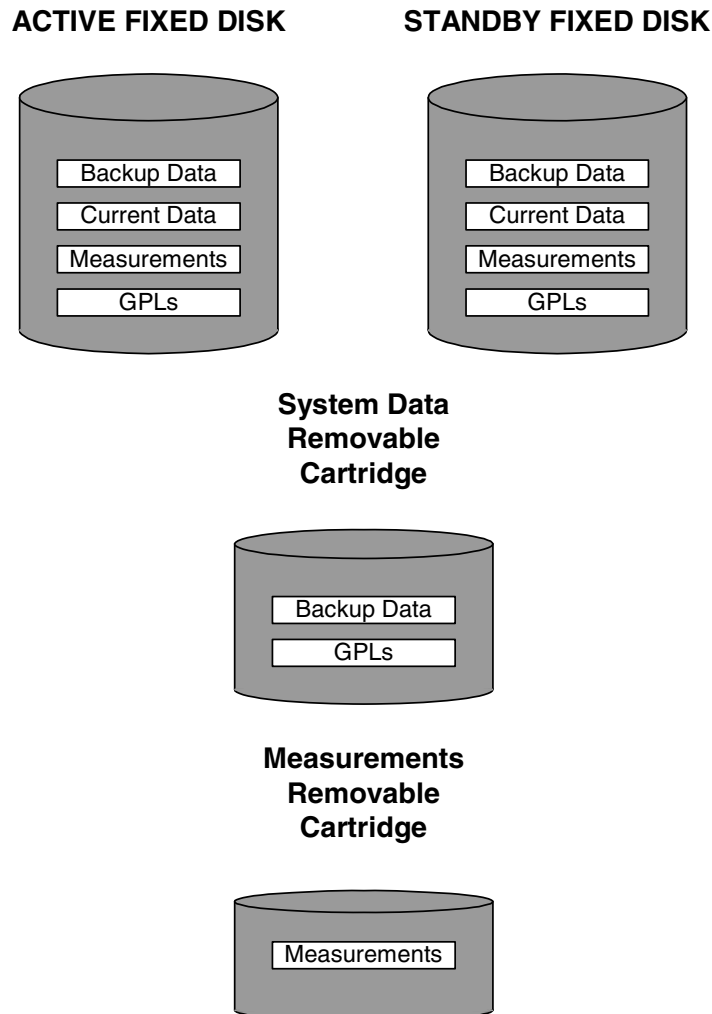 ACTIVE FIXED DISK
STANDBY FIXED DISK
Backup Data
Current Data
Measurements
GPLs
Backup Data
Current Data
Measurements
GPLs
System Data
Removable
Cartridge
Backup Data
GPLs
Measurements
Removable
Cartridge
Measurements